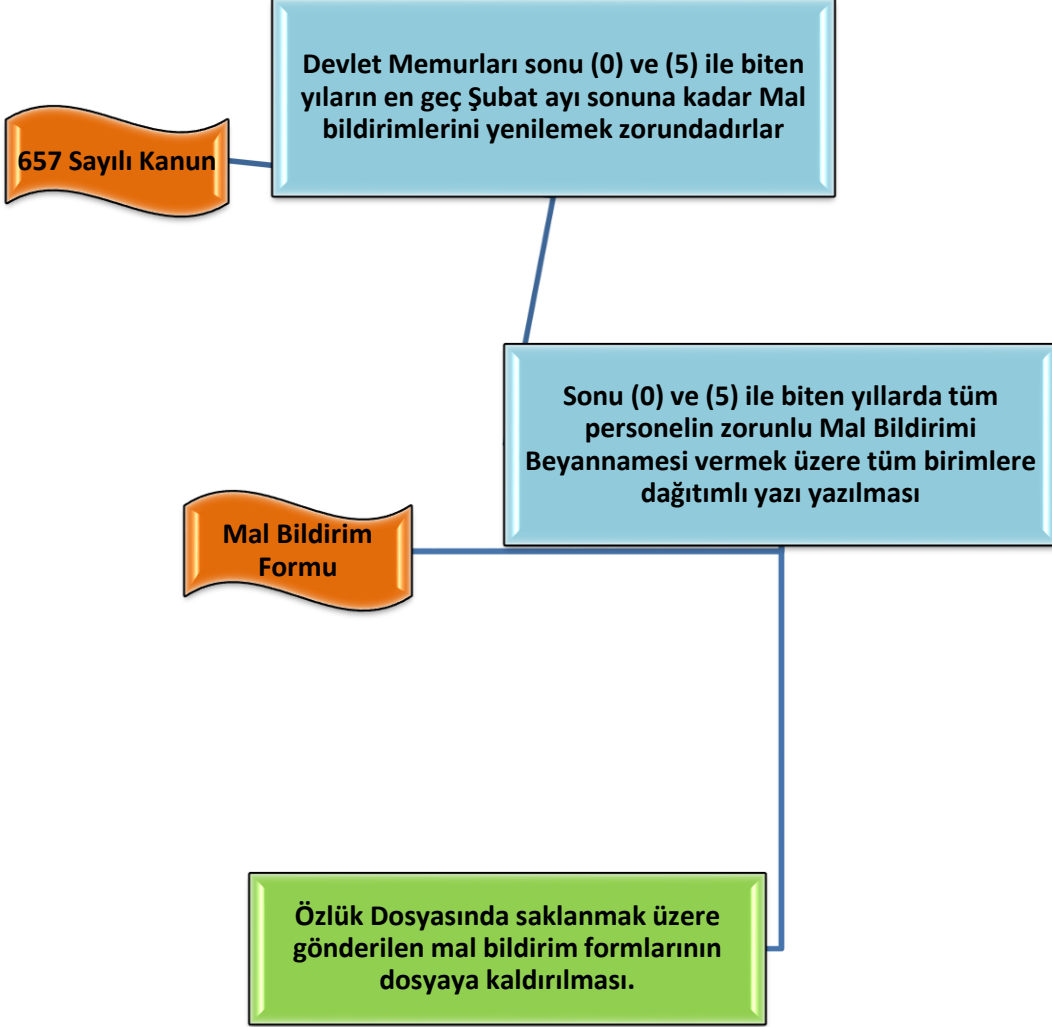 Devlet Memurları sonu (0) ve (5) ile biten
yıların en geç Şubat ayı sonuna kadar Mal
bildirimlerini yenilemek zorundadırlar
657 Sayılı Kanun
Sonu (0) ve (5) ile biten yıllarda tüm
personelin zorunlu Mal Bildirimi
Beyannamesi vermek üzere tüm birimlere
dağıtımlı yazı yazılması
Mal Bildirim
Formu
Özlük Dosyasında saklanmak üzere
gönderilen mal bildirim formlarının
dosyaya kaldırılması.